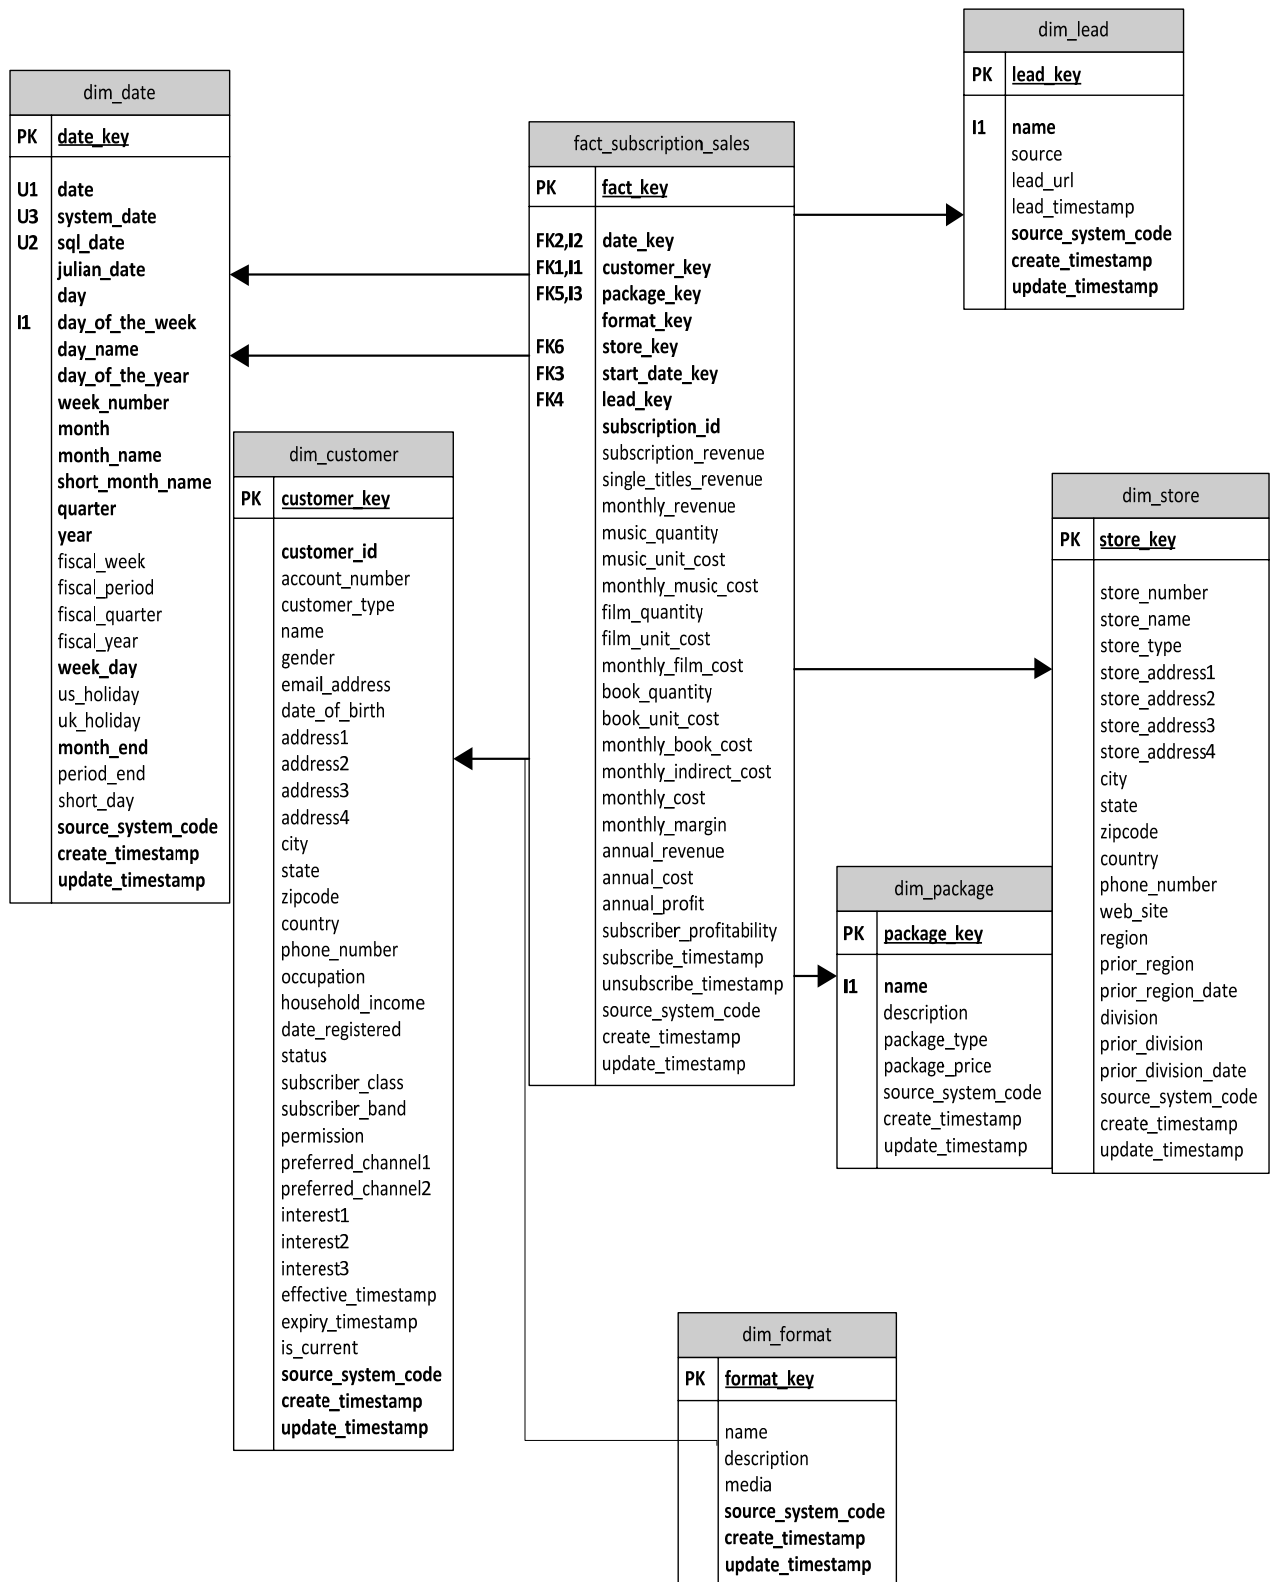 dim_lead
PK lead_key
I1 name
source
lead_url
lead_timestamp
source_system_code
create_timestamp
update_timestamp
dim_date
PK date_key
U1 date
U3 system_date
U2 sql_date
julian_date
day
I1 day_of_the_week
day_name
day_of_the_year
week_number
month
month_name
short_month_name
quarter
year
fiscal_week
fiscal_period
fiscal_quarter
fiscal_year
week_day
us_holiday
uk_holiday
month_end
period_end
short_day
source_system_code
create_timestamp
update_timestamp
fact_subscription_sales
PK fact_key
FK2,I2 date_key
FK1,I1 customer_key
FK5,I3 package_key
format_key
FK6 store_key
FK3 start_date_key
FK4 lead_key
subscription_id
subscription_revenue
single_titles_revenue
monthly_revenue
music_quantity
music_unit_cost
monthly_music_cost
film_quantity
film_unit_cost
monthly_film_cost
book_quantity
book_unit_cost
monthly_book_cost
monthly_indirect_cost
monthly_cost
monthly_margin
annual_revenue
annual_cost
annual_profit
subscriber_profitability
subscribe_timestamp
unsubscribe_timestamp
source_system_code
create_timestamp
update_timestamp
dim_customer
PK customer_key
customer_id
account_number
customer_type
name
gender
email_address
date_of_birth
address1
address2
address3
address4
city
state
zipcode
country
phone_number
occupation
household_income
date_registered
status
subscriber_class
subscriber_band
permission
preferred_channel1
preferred_channel2
interest1
interest2
interest3
effective_timestamp
expiry_timestamp
is_current
source_system_code
create_timestamp
update_timestamp
dim_store
PK store_key
store_number
store_name
store_type
store_address1
store_address2
store_address3
store_address4
city
state
zipcode
country
phone_number
web_site
region
prior_region
prior_region_date
division
prior_division
prior_division_date
source_system_code
create_timestamp
update_timestamp
dim_package
PK package_key
I1 name
description
package_type
package_price
source_system_code
create_timestamp
update_timestamp
dim_format
PK format_key
name
description
media
source_system_code
create_timestamp
update_timestamp